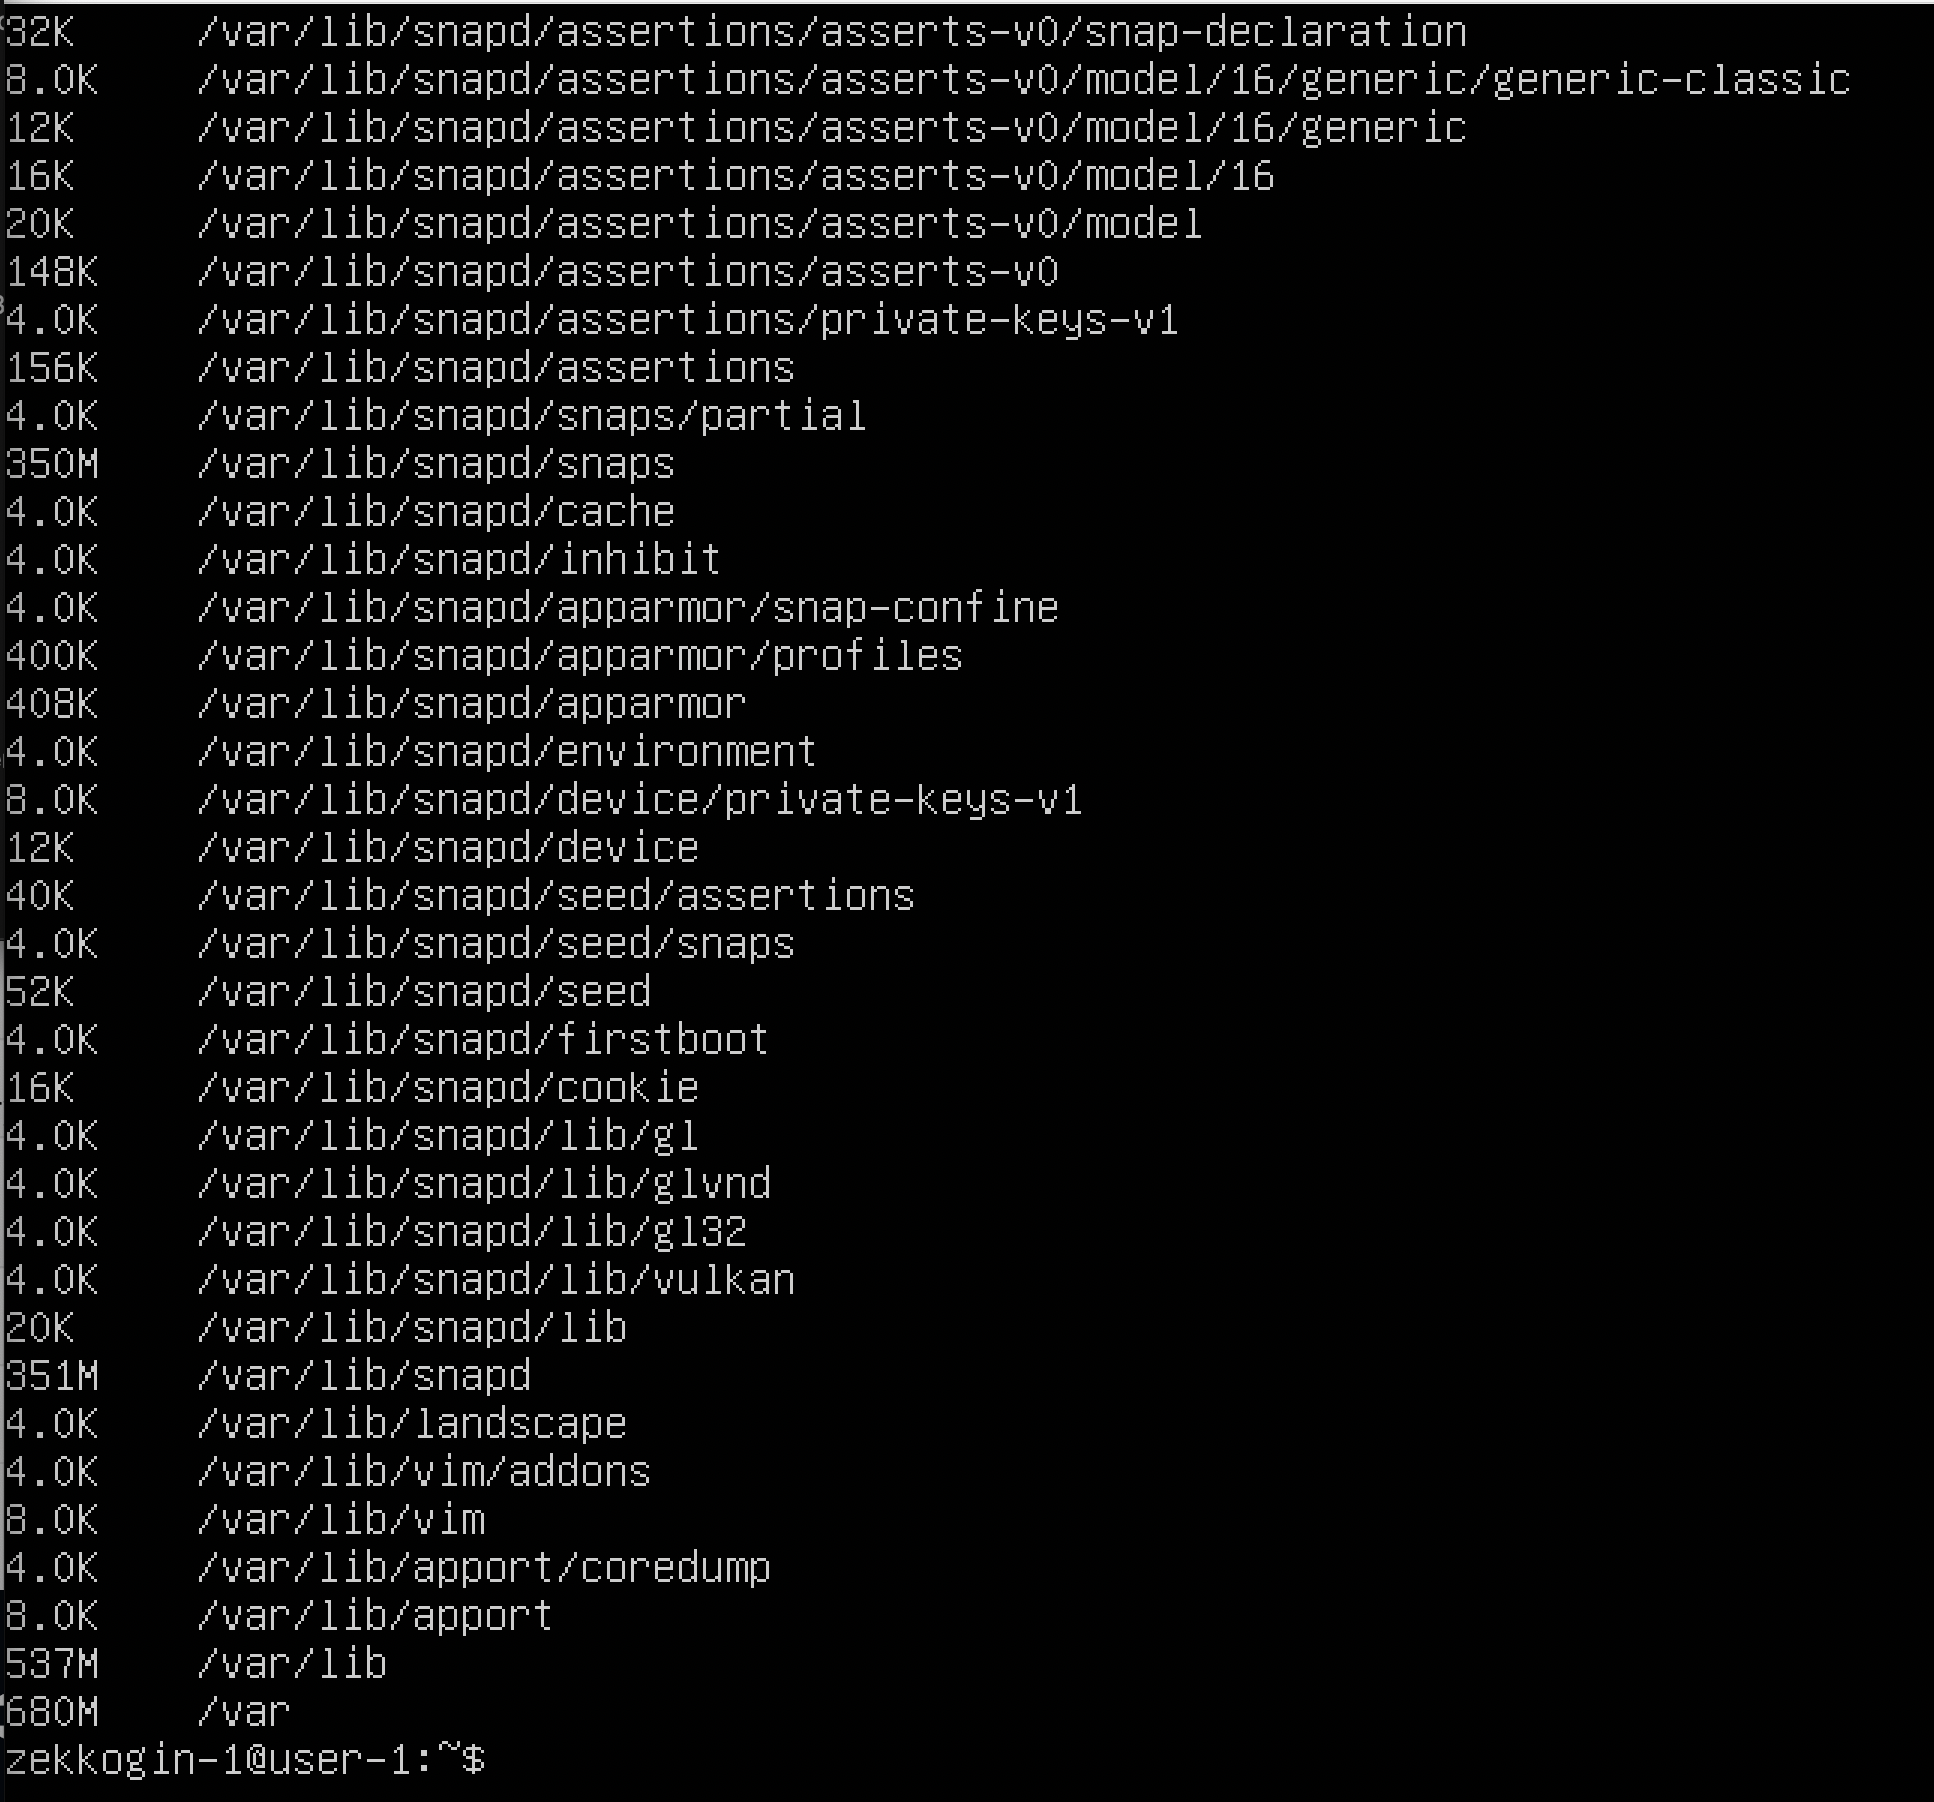 32K /var/lib/snapd/assertions/asserts-v0/snap-declaration
8.0K /var/lib/snapd/assertions/asserts-v0/model/16/generic/generic-classic
12K /var/lib/snapd/assertions/asserts-v0/model/16/generic
16K /var/lib/snapd/assertions/asserts-v0/model/16
20K /var/lib/snapd/assertions/asserts-v0/model
148K /var/lib/snapd/assertions/asserts-v0
4.0K /var/lib/snapd/assertions/private-keys-v1
156K /var/lib/snapd/assertions
4.0K /var/lib/snapd/snaps/partial
350M /var/lib/snapd/snaps
4.0K /var/lib/snapd/cache
4.0K /var/lib/snapd/inhibit
4.0K /var/lib/snapd/apparmor/snap-confine
400K /var/lib/snapd/apparmor/profiles
408K /var/lib/snapd/apparmor
4.0K /var/lib/snapd/environment
8.0K /var/lib/snapd/device/private-keys-v1
12K /var/lib/snapd/device
40K /var/lib/snapd/seed/assertions
4.0K /var/lib/snapd/seed/snaps
52K /var/lib/snapd/seed
4.0K /var/lib/snapd/firstboot
16K /var/lib/snapd/cookie
4.0K /var/lib/snapd/lib/gl
4.0K /var/lib/snapd/lib/glvnd
4.0K /var/lib/snapd/lib/gl32
4.0K /var/lib/snapd/lib/vulkan
20K /var/lib/snapd/lib
351M /var/lib/snapd
4.0K /var/lib/landscape
4.0K /var/lib/vim/addons
8.0K /var/lib/vim
4.0K /var/lib/apport/coredump
8.0K /var/lib/apport
537M /var/lib
680M /var
zekkogin-1@user-1:~$